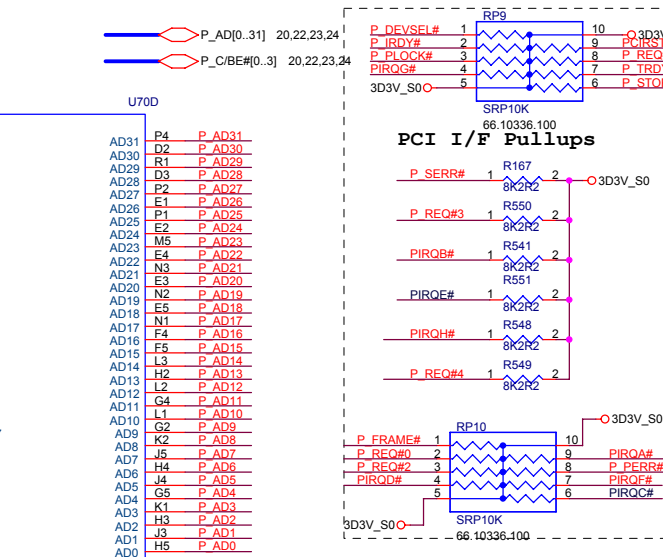 P_AD[0..31] 20,22,23,24
P_C/BE#[0..3] 20,22,23,24
U70D
AD31 P4 P_AD31
AD30 D2 P_AD30
AD29 R1 P_AD29
AD28 D3 P_AD28
AD27 P2 P_AD27
AD26 E1 P_AD26
AD25 P1 P_AD25
AD24 E2 P_AD24
AD23 M5 P_AD23
AD22 E4 P_AD22
AD21 N3 P_AD21
AD20 E3 P_AD20
AD19 N2 P_AD19
AD18 E5 P_AD18
AD17 N1 P_AD17
AD16 F4 P_AD16
AD15 F5 P_AD15
AD14 L3 P_AD14
AD13 H2 P_AD13
AD12 L2 P_AD12
AD11 G4 P_AD11
AD10 L1 P_AD10
AD9 G2 P_AD9
AD8 K2 P_AD8
AD7 J5 P_AD7
AD6 H4 P_AD6
AD5 J4 P_AD5
AD4 G5 P_AD4
AD3 K1 P_AD3
AD2 H3 P_AD2
AD1 J3 P_AD1
AD0 H5 P_AD0
RP9
P_DEVSEL# 1 10 3D3V
P_IRDY# 2 9 PCIRST
P_PLOCK# 3 8 P_REQ
PIRQG# 4 7 P_TRD
3D3V_S0 5 6 P_STO
SRP10K
66.10336.100
PCI I/F Pullups
P_SERR# 1 R167 2 3D3V_S0
8K2R2
P_REQ#3 1 R550 2
8K2R2
PIRQB# 1 R541 2
8K2R2
PIRQE# 1 R551 2
8K2R2
PIRQH# 1 R548 2
8K2R2
P_REQ#4 1 R549 2
8K2R2
3D3V_S0
RP10
P_FRAME# 1 10
P_REQ#0 2 9 PIRQA#
P_REQ#2 3 8 P_PERR#
PIRQD# 4 7 PIRQF#
5 6 PIRQC#
3D3V_S0
SRP10K
66.10336.100